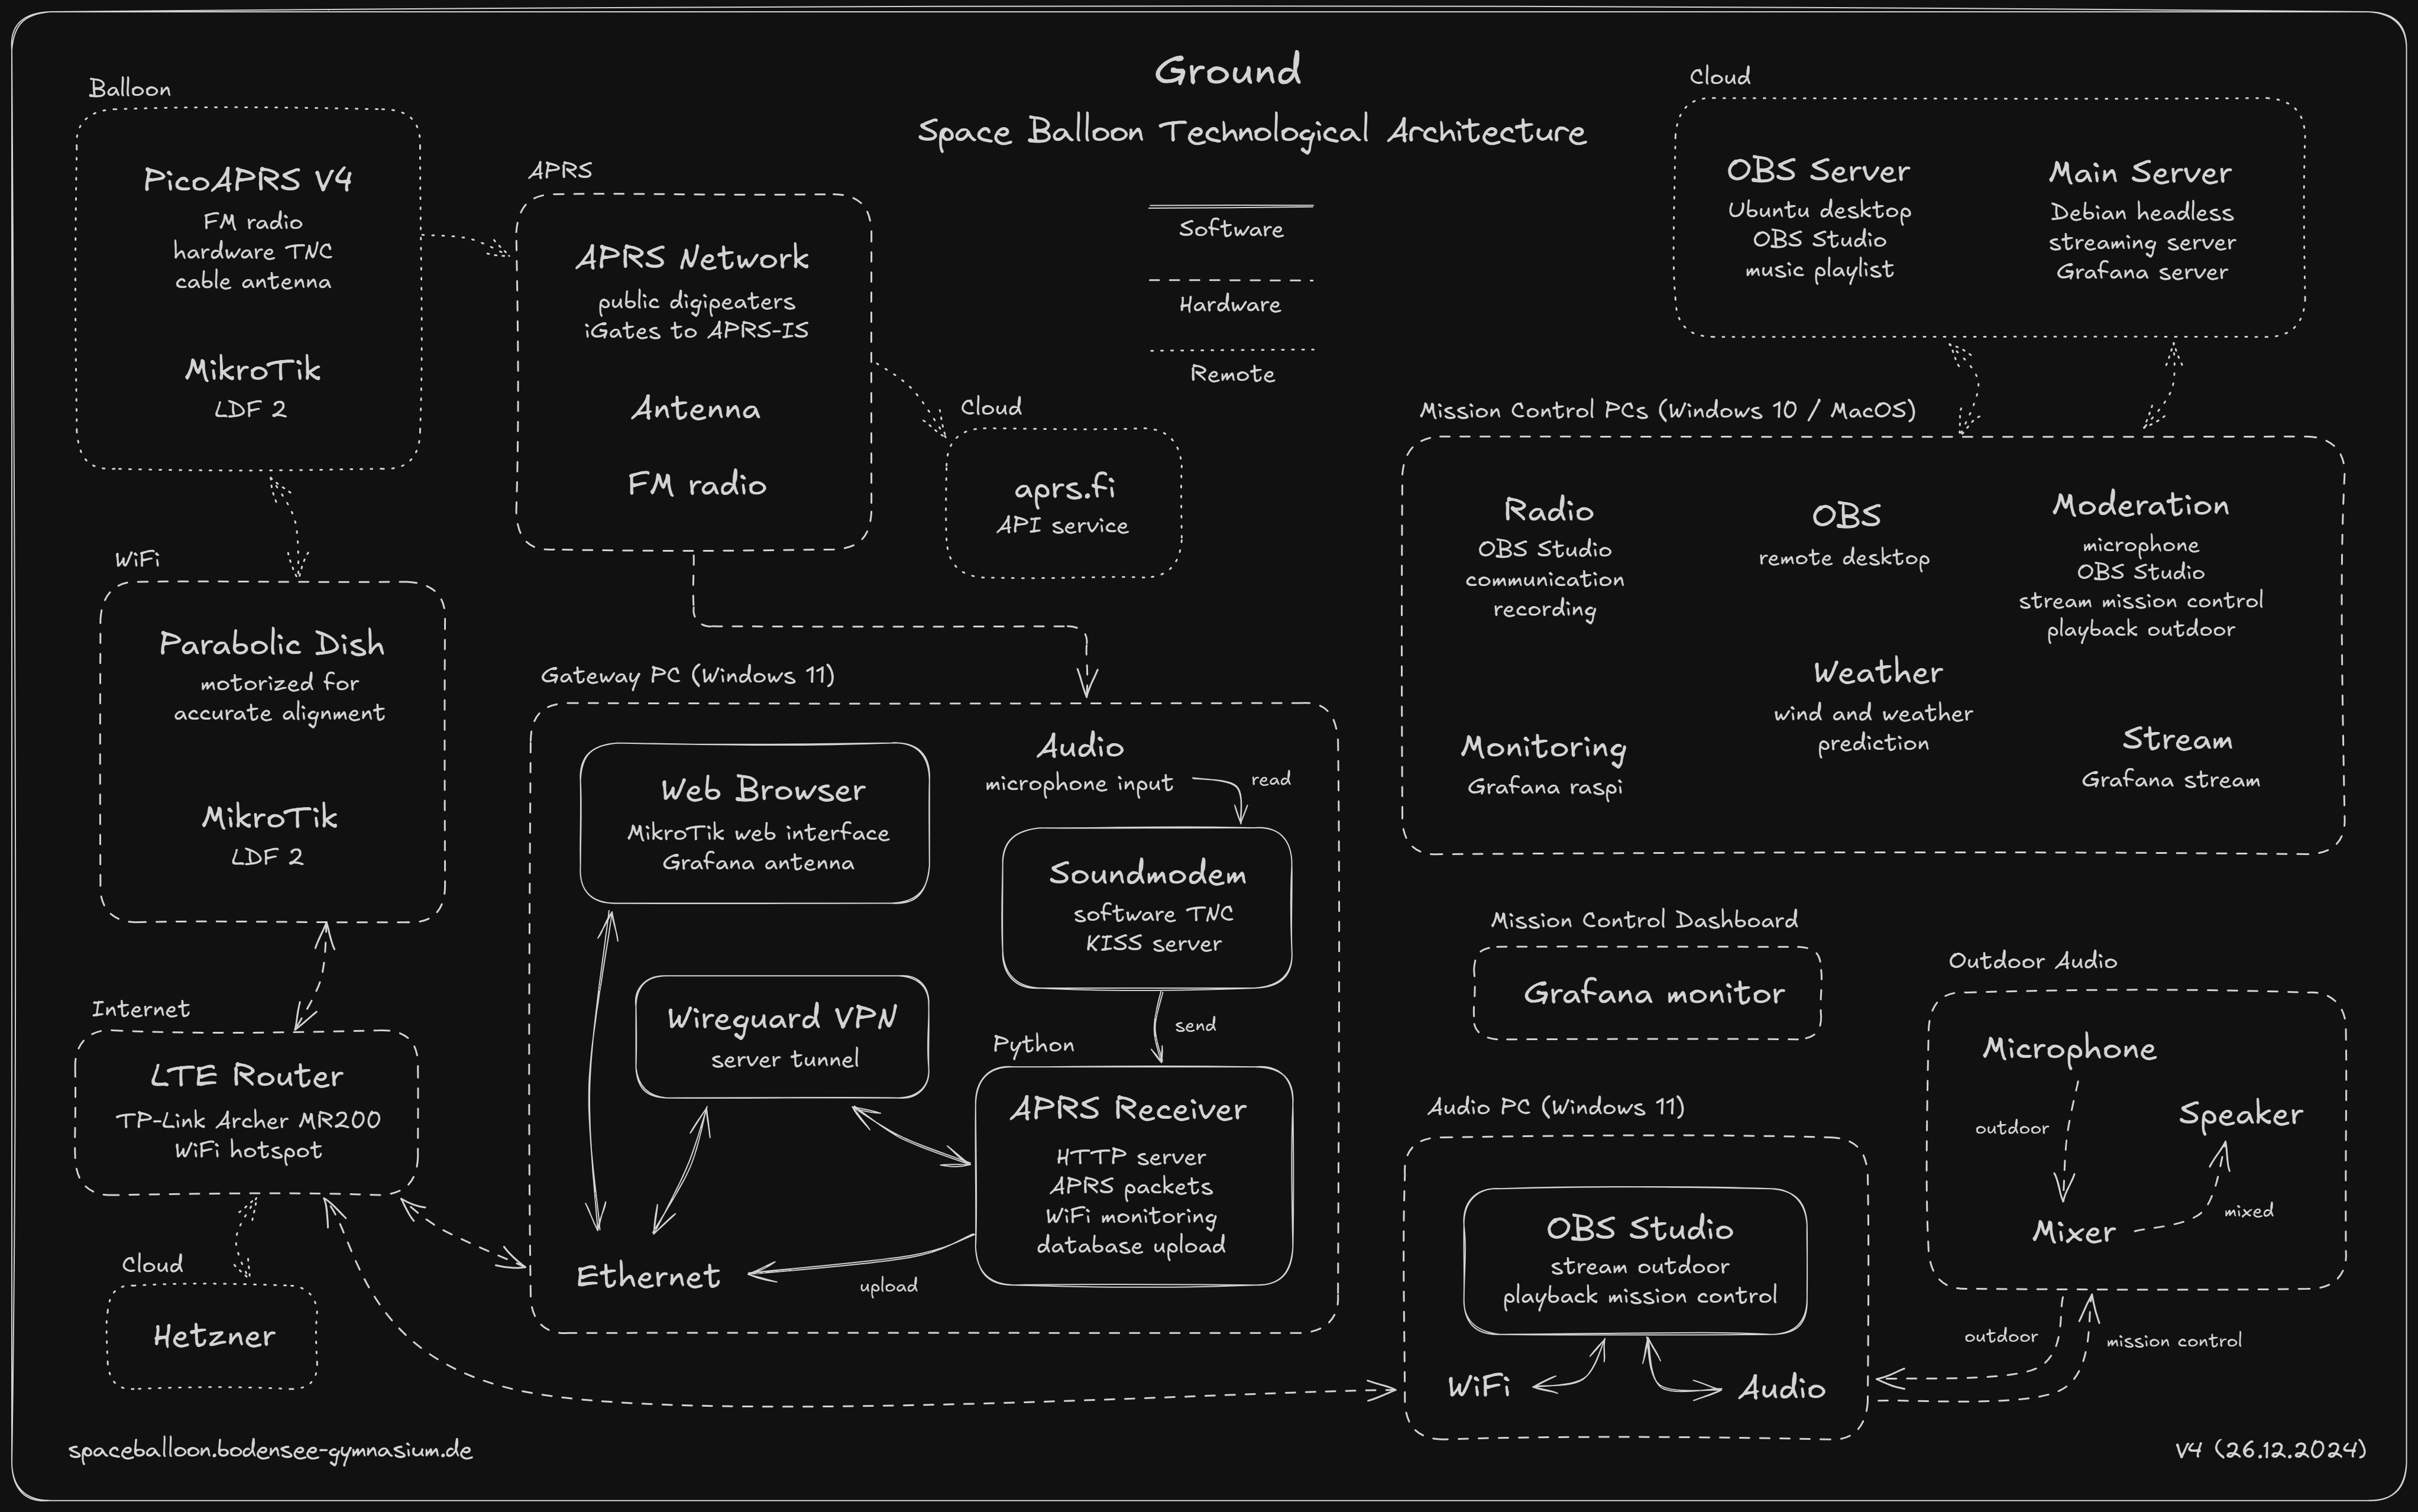 Ground
Space Balloon Technological Architecture
Software
Hardware
Remote
Balloon
PicoAPRS V4
FM radio
hardware TNC
cable antenna
MikroTik
LDF 2
APRS
APRS Network
public digipeaters
iGates to APRS-IS
Antenna
FM radio
Cloud
aprs.fi
API service
Cloud
OBS Server
Ubuntu desktop
OBS Studio
music playlist
Main Server
Debian headless
streaming server
Grafana server
Mission Control PCs (Windows 10 / MacOS)
Radio
OBS Studio
communication
recording
OBS
remote desktop
Moderation
microphone
OBS Studio
stream mission control
playback outdoor
Weather
wind and weather
prediction
Monitoring
Grafana raspi
Stream
Grafana stream
WiFi
Parabolic Dish
motorized for
accurate alignment
MikroTik
LDF 2
Gateway PC (Windows 11)
Web Browser
MikroTik web interface
Grafana antenna
Audio
microphone input
read
Soundmodem
software TNC
KISS server
send
Wireguard VPN
server tunnel
Python
APRS Receiver
HTTP server
APRS packets
WiFi monitoring
database upload
upload
Ethernet
Internet
LTE Router
TP-Link Archer MR200
WiFi hotspot
Cloud
Hetzner
Mission Control Dashboard
Grafana monitor
Outdoor Audio
Microphone
outdoor
Speaker
Mixer
mixed
Audio PC (Windows 11)
OBS Studio
stream outdoor
playback mission control
WiFi
Audio
outdoor
mission control
spaceballoon.bodensee-gymnasium.de
V4 (26.12.2024)